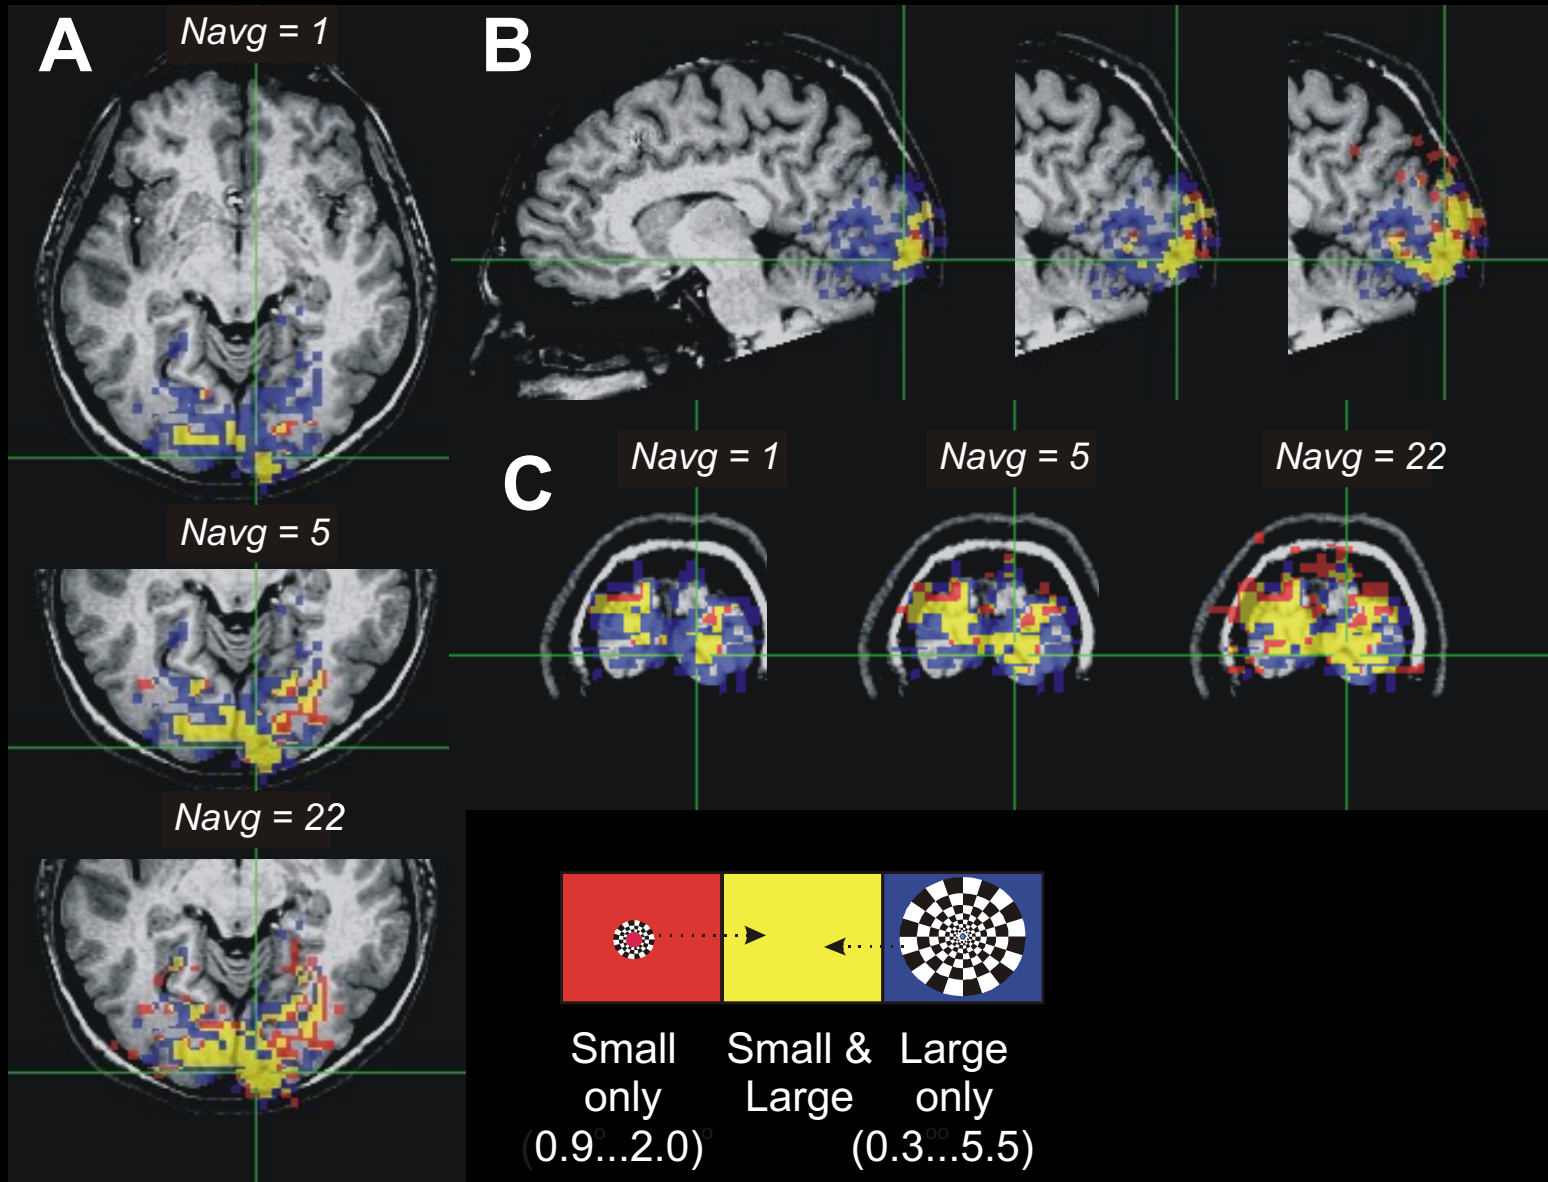 A
Navg = 1
B
Navg = 5
Navg = 22
C
Navg = 1
Navg = 5
Navg = 22
Small only
Small & Large
Large only
(0.9°...2.0)°
(0.3°°...5.5)